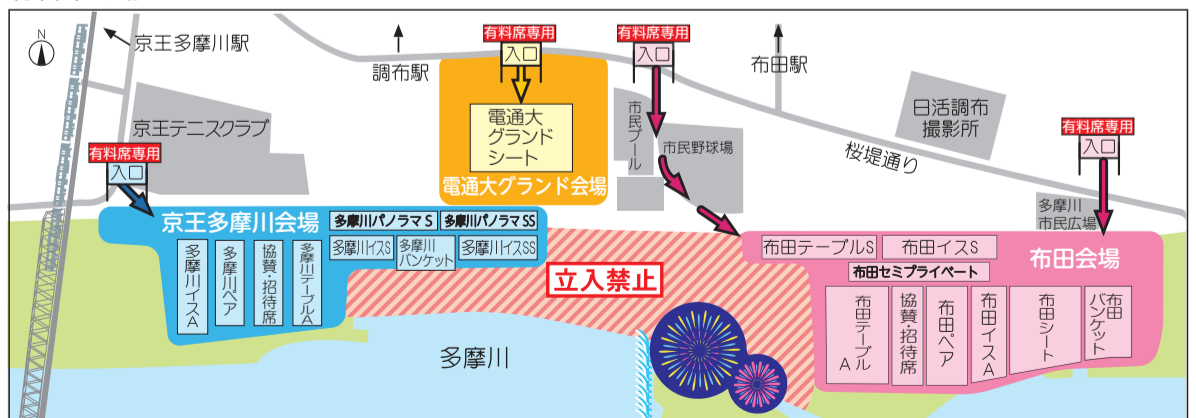 N
京王多摩川駅
調布駅
有料席専用
入口
有料席専用
入口
布田駅
電通大
グランド
シート
電通大グランド会場
市民プール
市民野球場
日活調布
撮影所
桜堤通り
有料席専用
入口
京王テニスクラブ
有料席専用
入口
多摩川
市民広場
京王多摩川会場
多摩川パノラマS
多摩川パノラマSS
多摩川イスS
多摩川
バンケット
多摩川イスSS
多摩川イスA
多摩川ペア
協賛・招待席
多摩川テーブルA
立入禁止
多摩川
布田テーブルS
布田イスS
布田会場
布田セミプライベート
布田テーブルA
協賛・招待席
布田ペア
布田イスA
布田シート
布田
バンケット